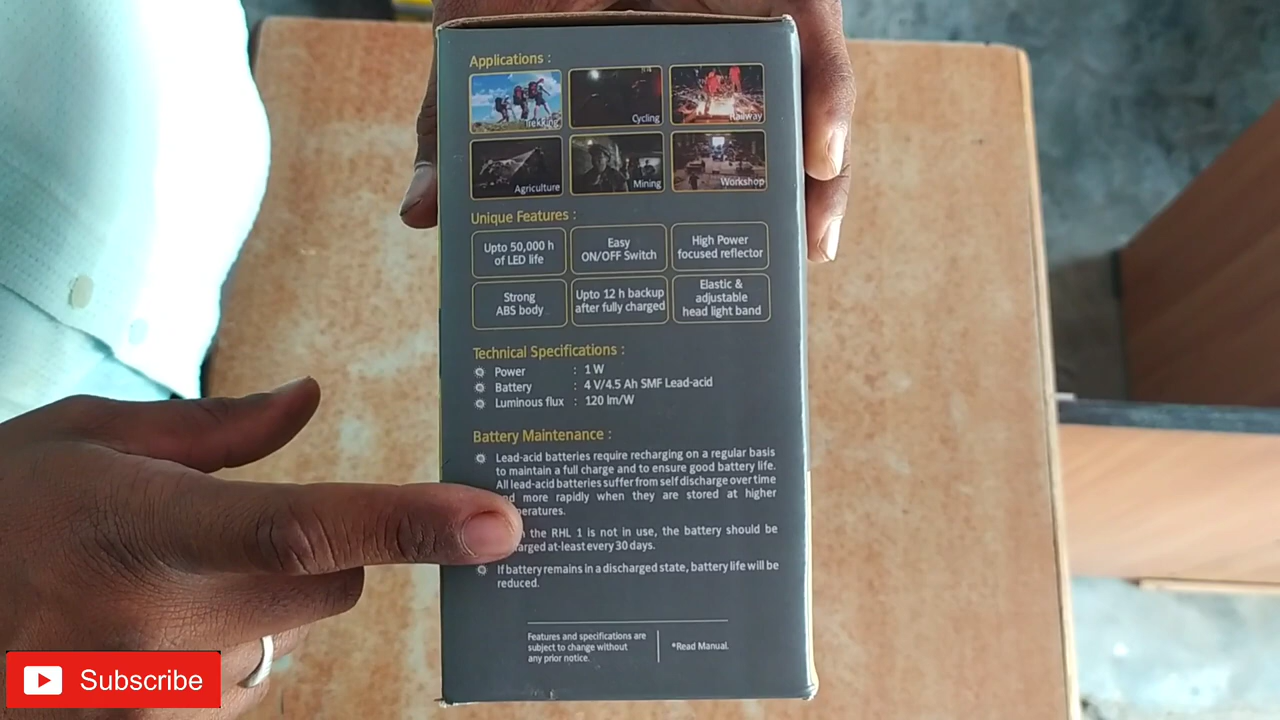 Applications :
Trekking
Cycling
Railway
Agriculture
Mining
Workshop
Unique Features :
Upto 50,000 h
of LED life
Easy
ON/OFF Switch
High Power
focused reflector
Strong
ABS body
Upto 12 h backup
after fully charged
Elastic &
adjustable
head light band
Technical Specifications :
Power : 1 W
Battery : 4 V/4.5 Ah SMF Lead-acid
Luminous flux : 120 lm/W
Battery Maintenance :
Lead-acid batteries require recharging on a regular basis
to maintain a full charge and to ensure good battery life.
All lead-acid batteries suffer from self discharge over time
and more rapidly when they are stored at higher
the RHL 1 is not in use, the battery should be
at-least every 30 days.
If battery remains in a discharged state, battery life will be
reduced.
Features and specifications are
subject to change without
any prior notice.
*Read Manual.
Subscribe